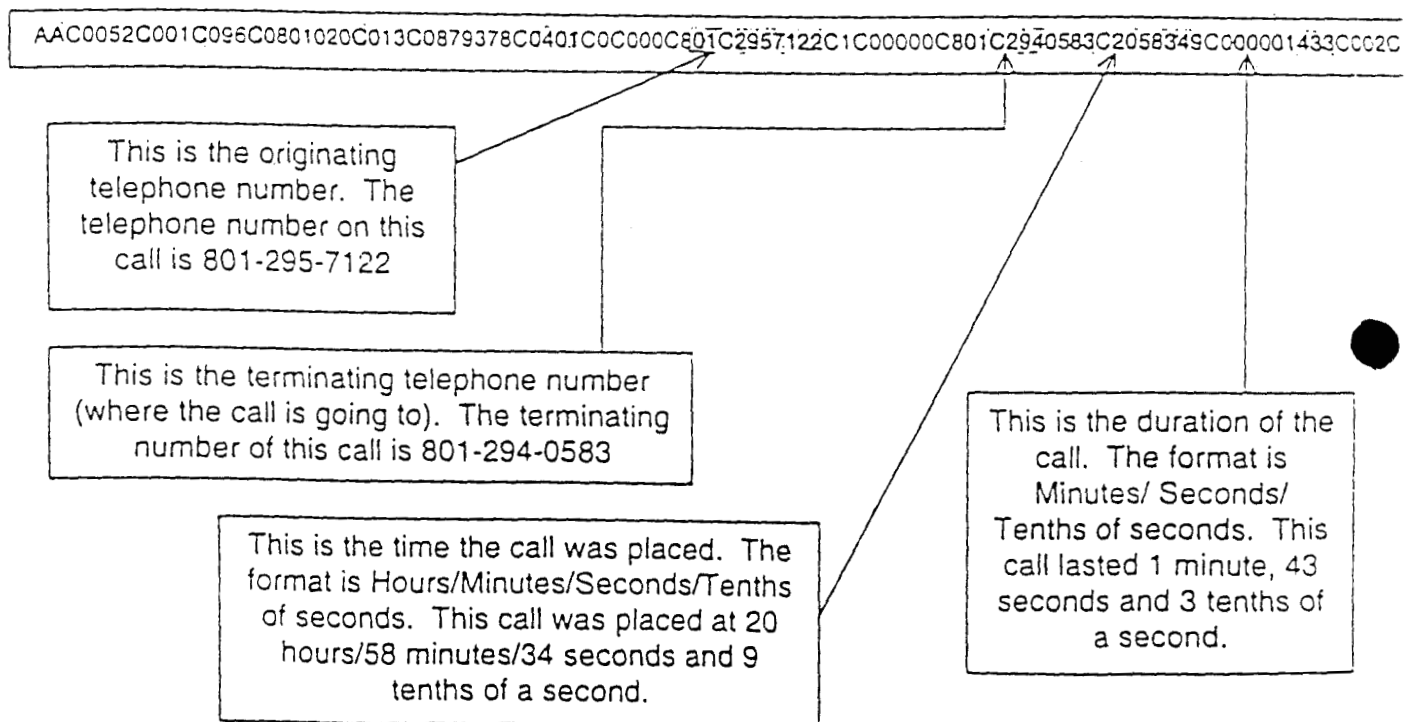 AAC0052C001C096C0801020C013C0879378C0401C0C000C801C2957122C1C00000C801C2940583C2058349C000001433C002C
This is the originating
telephone number. The
telephone number on this
call is 801-295-7122
This is the terminating telephone number
(where the call is going to). The terminating
number of this call is 801-294-0583
This is the time the call was placed. The
format is Hours/Minutes/Seconds/Tenths
of seconds. This call was placed at 20
hours/58 minutes/34 seconds and 9
tenths of a second.
This is the duration of the
call. The format is
Minutes/ Seconds/
Tenths of seconds. This
call lasted 1 minute, 43
seconds and 3 tenths of
a second.